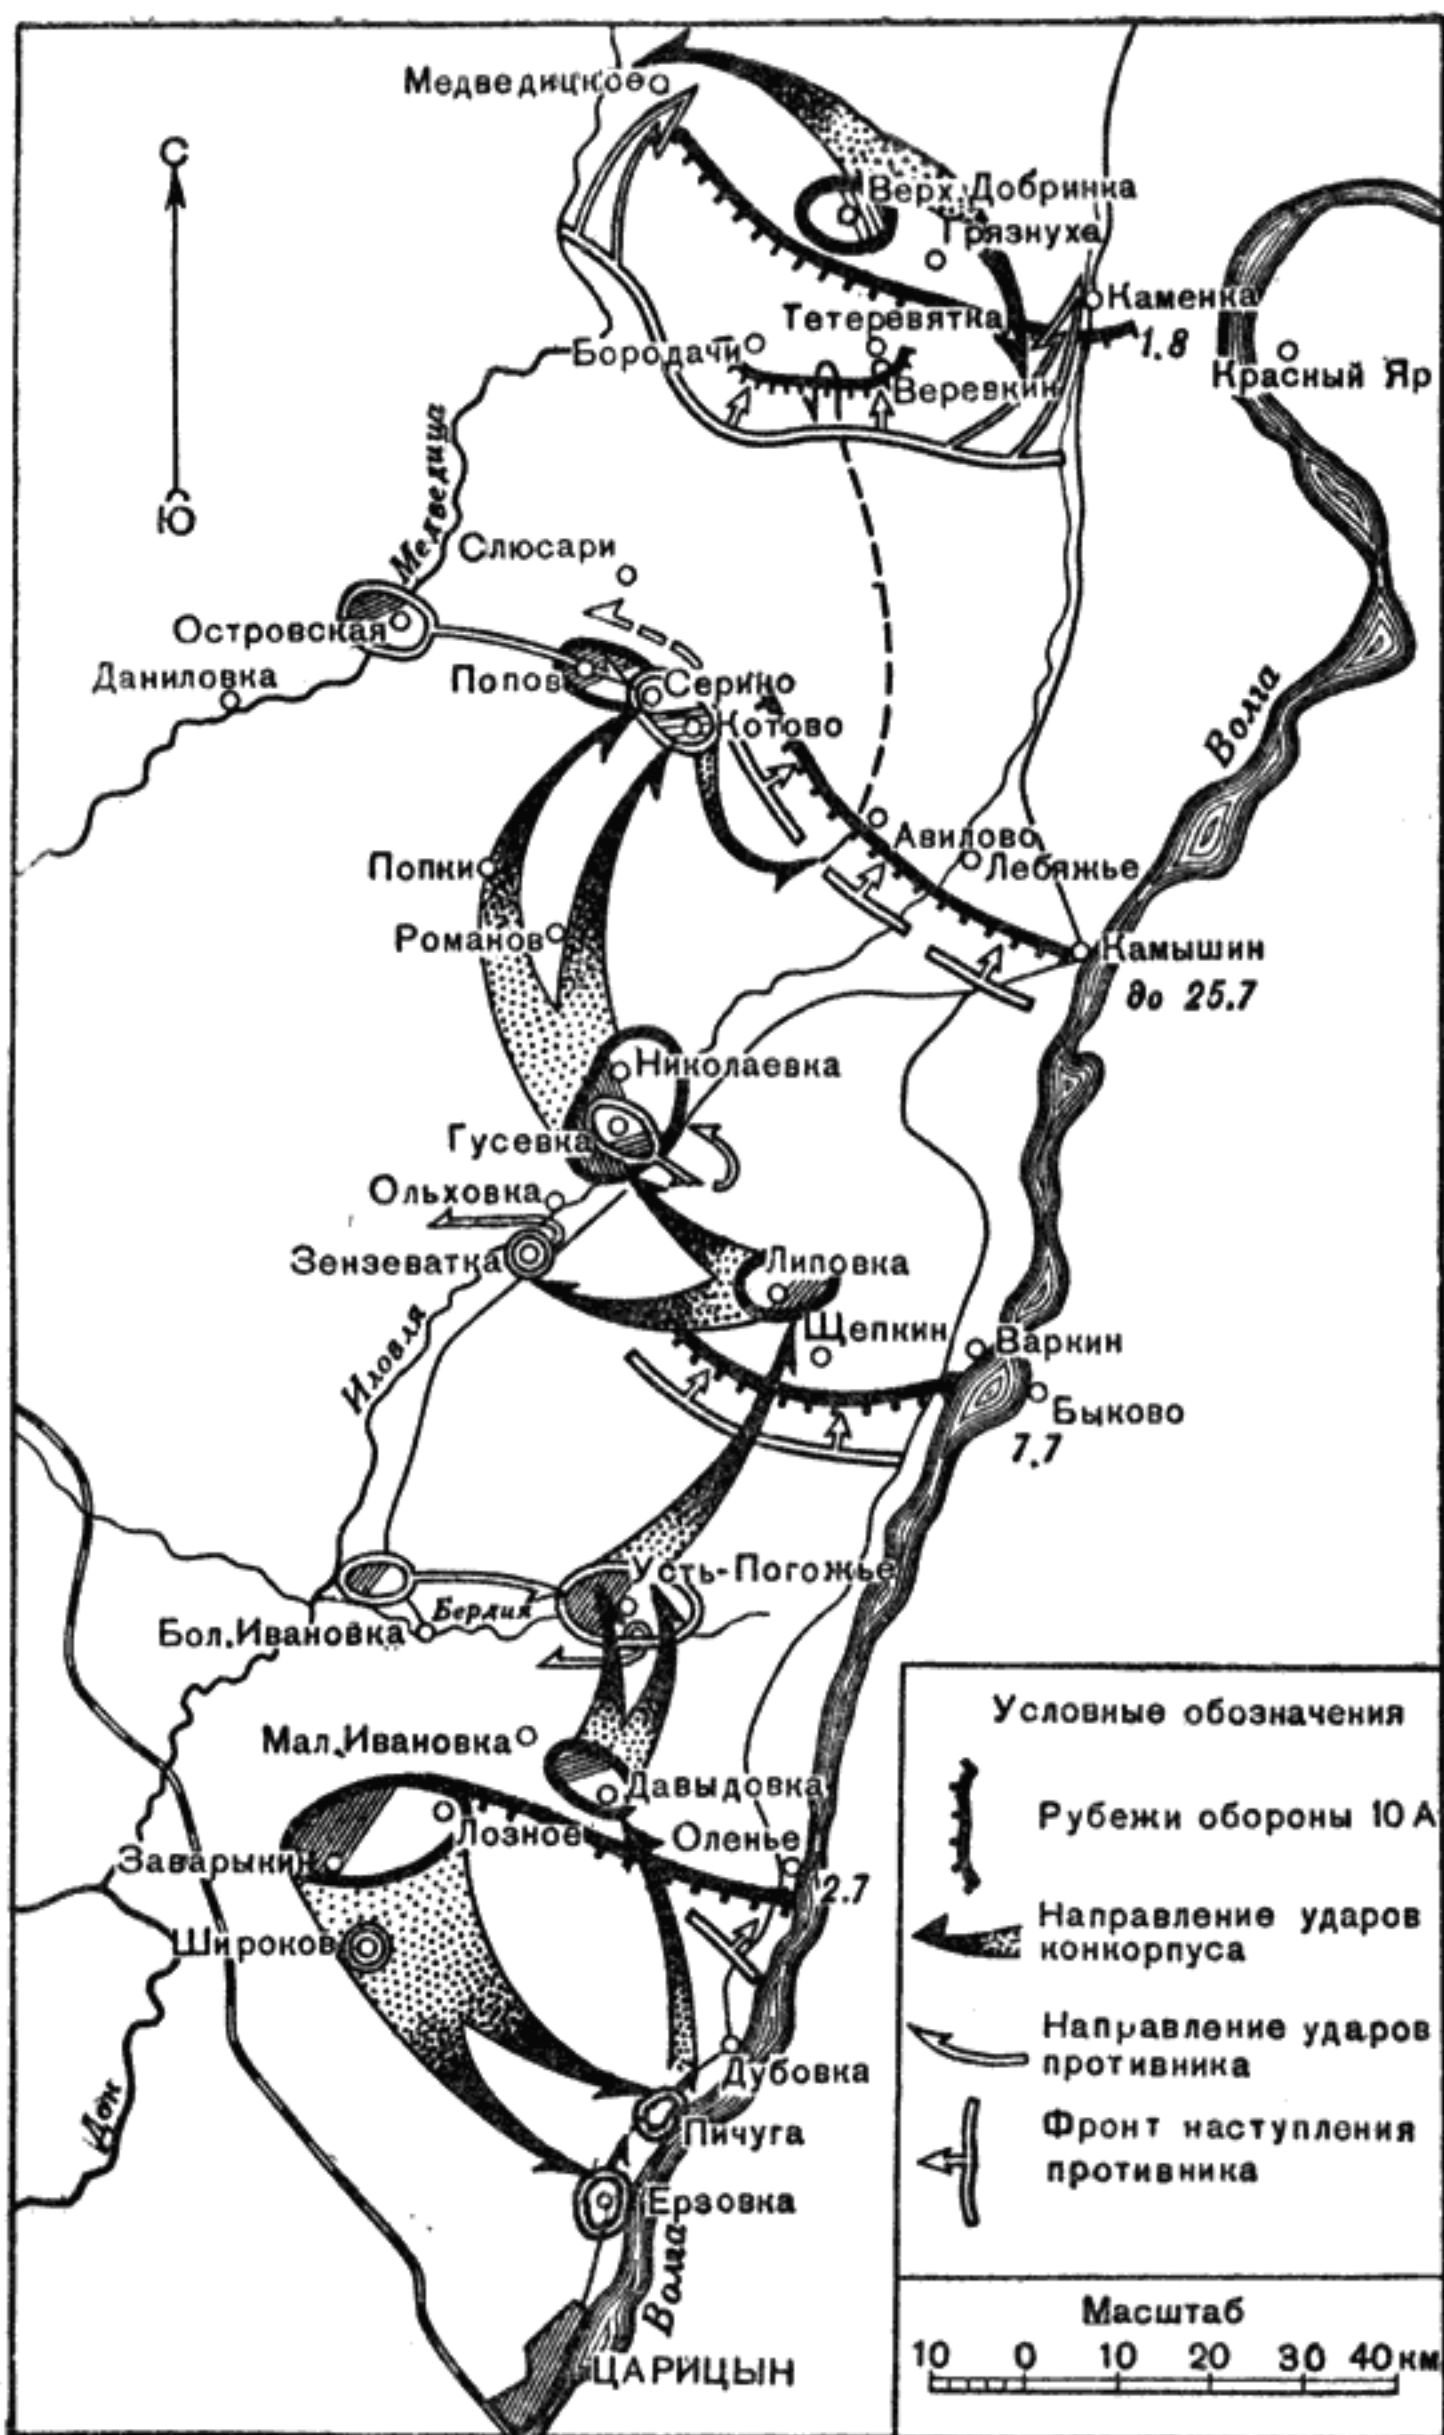 Медведицкое
С
Верх. Добринка
Грязнуха
Каменка
Тетеревятка
1.8
Бородачи
Красный Яр
Веревкин
Медведица
Ю
Слюсари
Островская
Даниловка
Попов
Серино
Котово
Волга
Авилово
Попки
Лебяжье
Романов
Камышин
до 25.7
Николаевка
Гусевка
Ольховка
Зензеватка
Липовка
Щепкин
Варкин
Иловля
Быково
7.7
Усть-Погожье
Бердия
Бол. Ивановка
Мал. Ивановка
Давыдовка
Лозное
Оленье
Заварыкин
2.7
Широков
Дубовка
Дон
Пичуга
Ерзовка
Волга
ЦАРИЦЫН
Условные обозначения
Рубежи обороны 10 А
Направление ударов
конкорпуса
Направление ударов
противника
Фронт наступления
противника
Масштаб
10 0 10 20 30 40 км